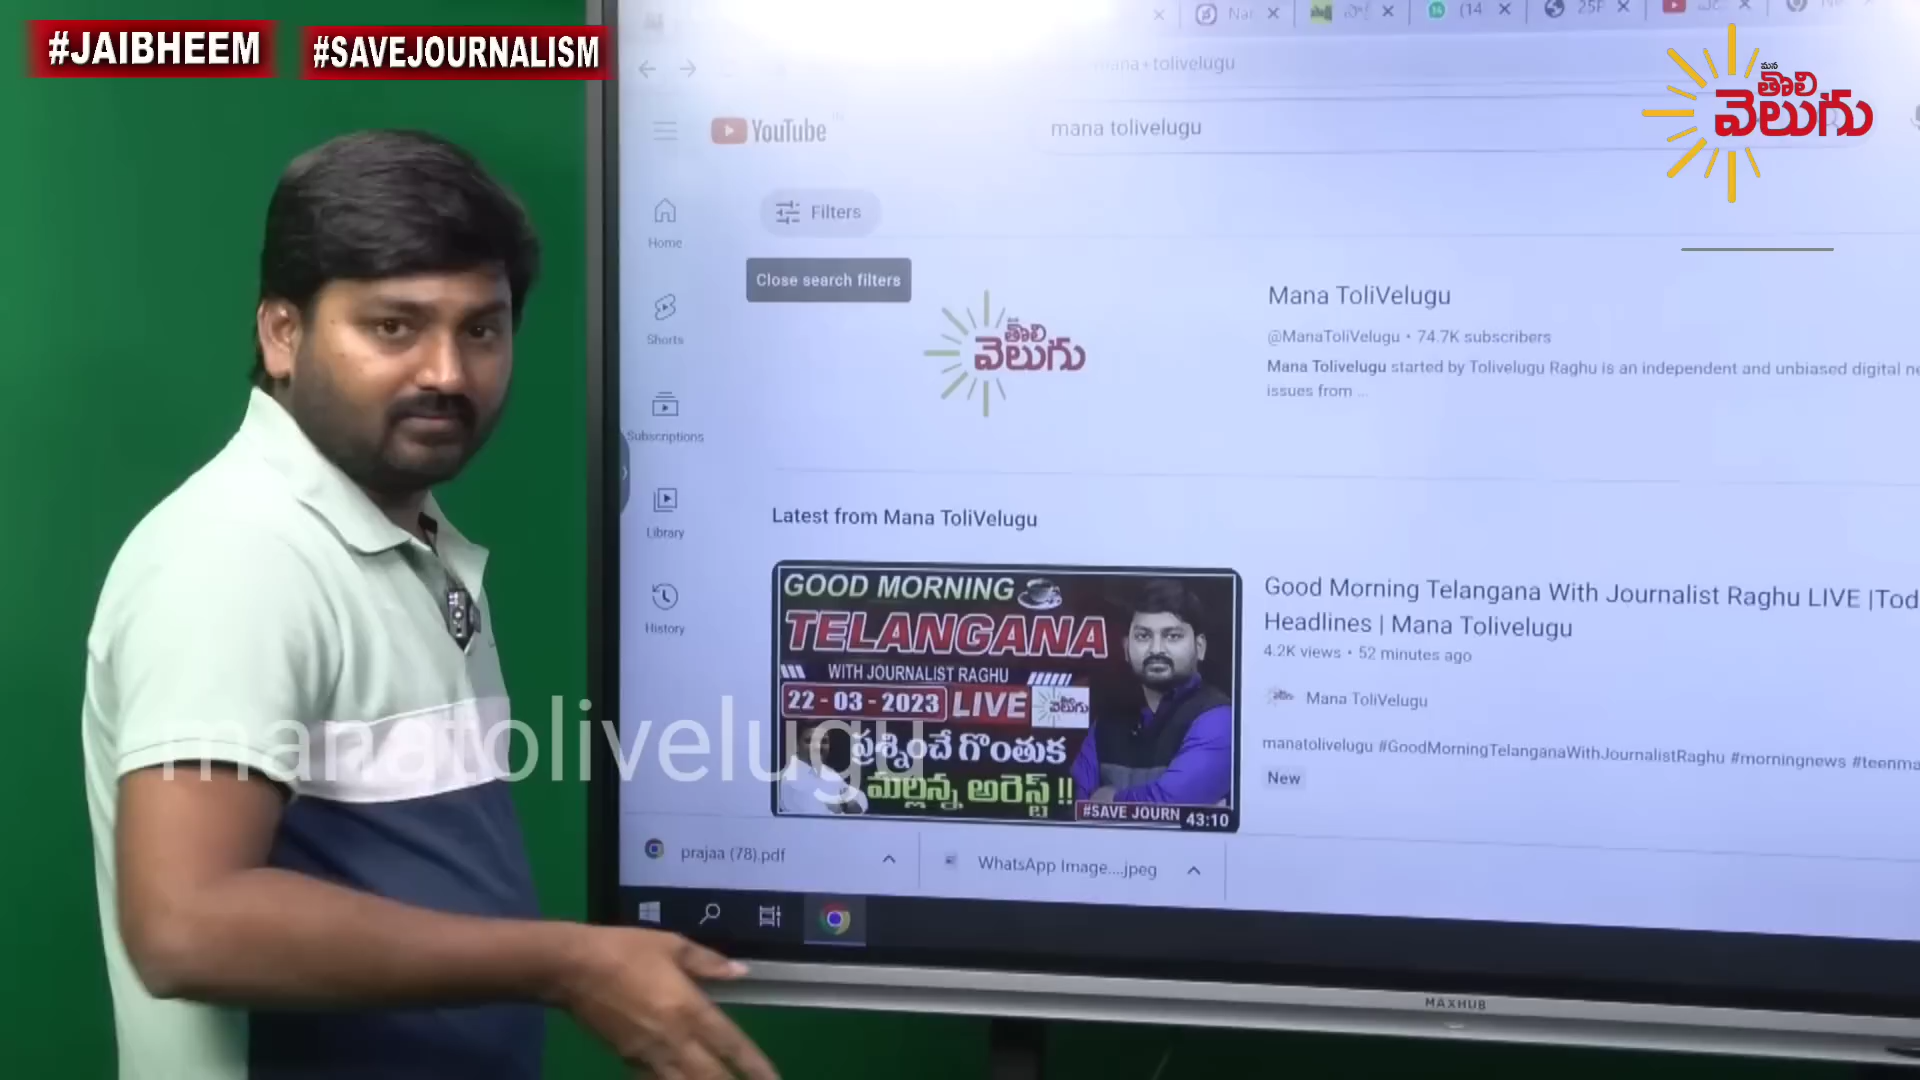 #JAIBHEEM
#SAVEJOURNALISM
మన
తొలి
వెలుగు
(14
25F
mana+tolivelugu
YouTube
mana tolivelugu
Filters
Close search filters
Home
Shorts
Subscriptions
Library
History
తొలి
వెలుగు
Mana ToliVelugu
@ManaToliVelugu • 74.7K subscribers
Mana Tolivelugu started by Tolivelugu Raghu is an independent and unbiased digital ne
issues from ...
Latest from Mana ToliVelugu
GOOD MORNING
TELANGANA
WITH JOURNALIST RAGHU
22 - 03 - 2023 LIVE
తొలి
వెలుగు
ప్రశ్నించే గొంతుక
మల్లన్న అరెస్ట్ !!
#SAVE JOURN
43:10
Good Morning Telangana With Journalist Raghu LIVE |Tod
Headlines | Mana Tolivelugu
4.2K views • 52 minutes ago
Mana ToliVelugu
manatolivelugu #GoodMorningTelanganaWithJournalistRaghu #morningnews #teenma
New
manatolivelugu
prajaa (78).pdf
WhatsApp Image....jpeg
MAXHUB